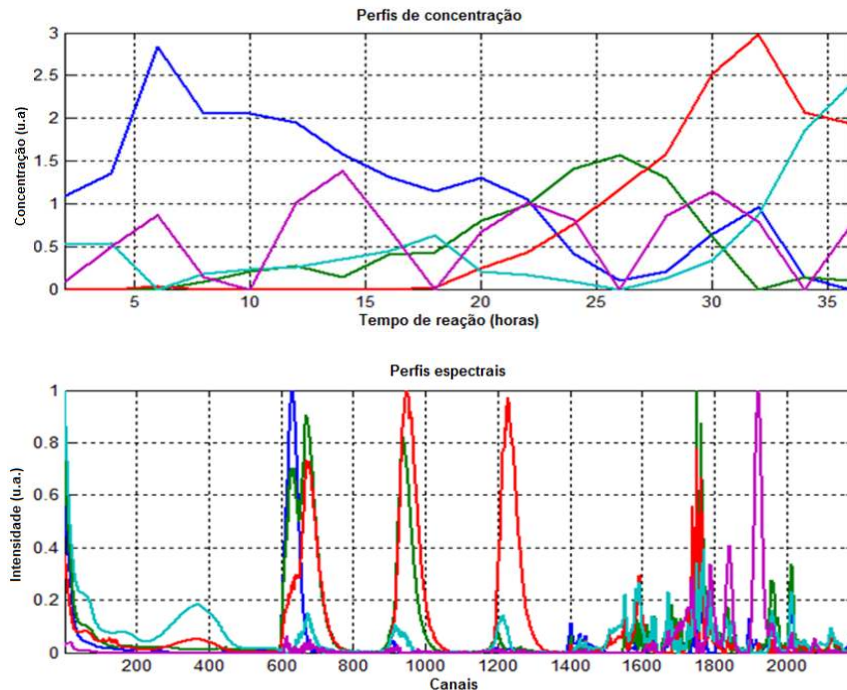 Perfis de concentração
3
2.5
2
1.5
1
0.5
0
Concentração (u.a)
5 10 15 20 25 30 35
Tempo de reação (horas)
Perfis espectrais
1
0.8
0.6
0.4
0.2
0
Intensidade (u.a.)
200 400 600 800 1000 1200 1400 1600 1800 2000
Canais